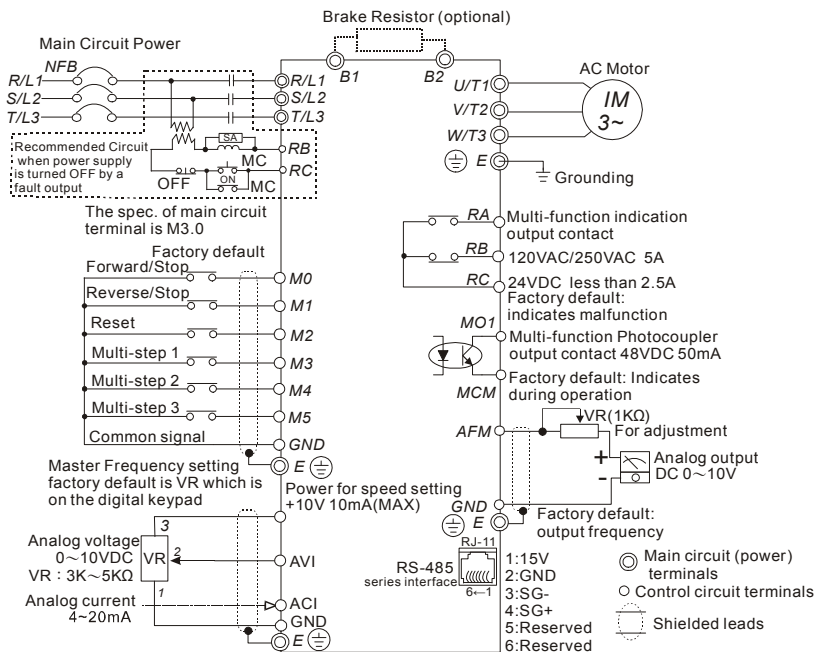 Brake Resistor (optional)
B1
B2
Main Circuit Power
NFB
R/L1
S/L2
T/L3
R/L1
S/L2
T/L3
SA
RB
MC
RC
OFF
ON
MC
Recommended Circuit
when power supply
is turned OFF by a
fault output
The spec. of main circuit
terminal is M3.0
AC Motor
U/T1
V/T2
W/T3
IM
3~
E
Grounding
Factory default
Forward/Stop
M0
Reverse/Stop
M1
Reset
M2
Multi-step 1
M3
Multi-step 2
M4
Multi-step 3
M5
Common signal
GND
E
Master Frequency setting
factory default is VR which is
on the digital keypad
Power for speed setting
+10V 10mA(MAX)
3
Analog voltage
0～10VDC
VR：3K～5KΩ
VR
2
AVI
1
Analog current
4~20mA
ACI
GND
E
RA
Multi-function indication
output contact
RB
120VAC/250VAC 5A
RC
24VDC less than 2.5A
Factory default:
indicates malfunction
MO1
Multi-function Photocoupler
output contact 48VDC 50mA
MCM
Factory default: Indicates
during operation
VR(1KΩ)
AFM
For adjustment
+
-
Analog output
DC 0～10V
GND
E
Factory default:
output frequency
RJ-11
RS-485
series interface
6←1
1:15V
2:GND
3:SG-
4:SG+
5:Reserved
6:Reserved
Main circuit (power)
terminals
Control circuit terminals
Shielded leads